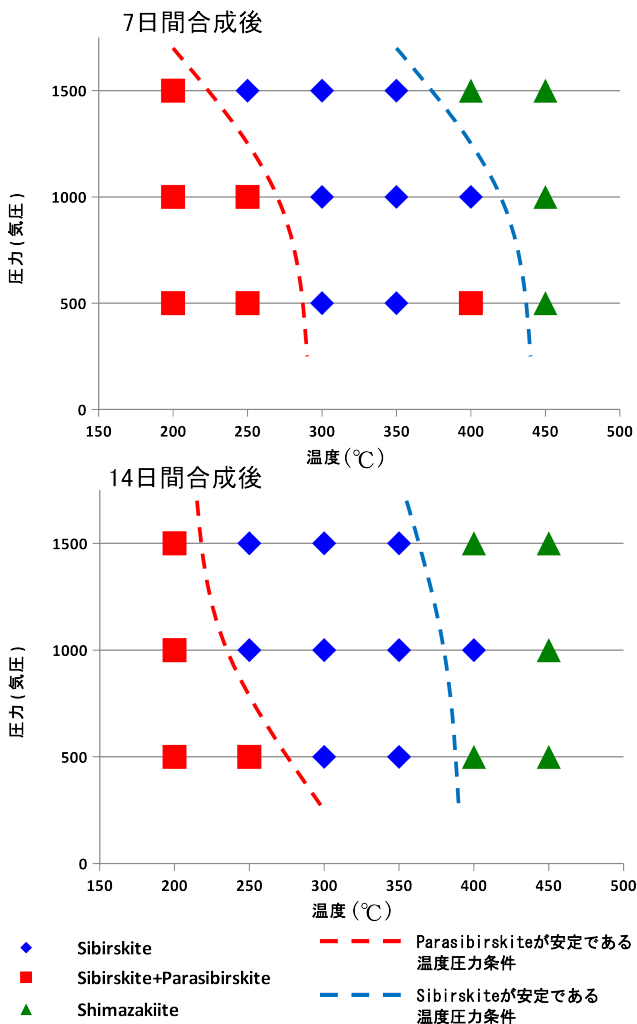 7日間合成後
1500
1000
500
0
圧力(気圧)
150 200 250 300 350 400 450 500
温度(℃)
14日間合成後
1500
1000
500
0
圧力(気圧)
150 200 250 300 350 400 450 500
温度(℃)
Sibirskite
Sibirskite+Parasibirskite
Shimazakiite
Parasibirskiteが安定である
温度圧力条件
Sibirskiteが安定である
温度圧力条件